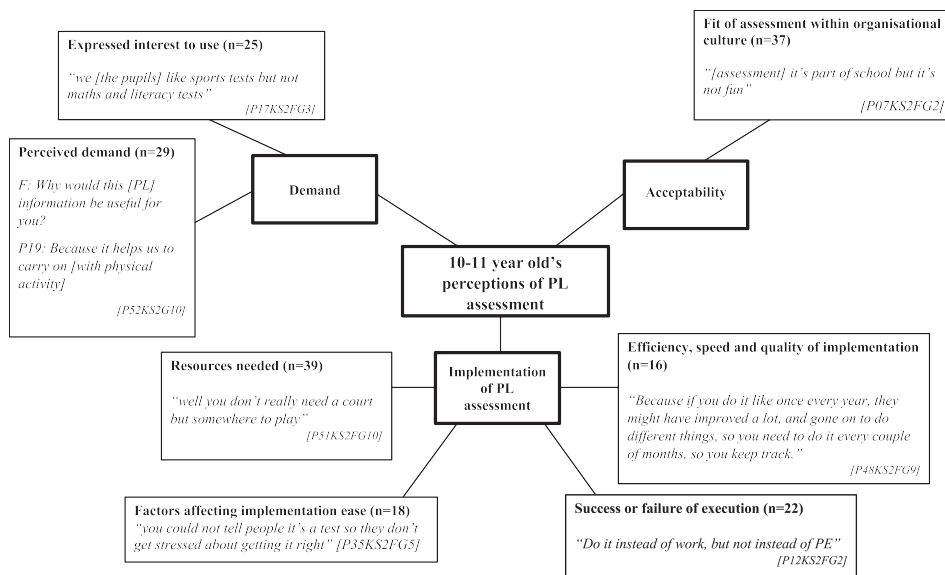 Expressed interest to use (n=25)
“we [the pupils] like sports tests but not
maths and literacy tests”
[P17KS2FG3]
Fit of assessment within organisational
culture (n=37)
“[assessment] it’s part of school but it’s
not fun”
[P07KS2FG2]
Perceived demand (n=29)
F: Why would this [PL]
information be useful for
you?
P19: Because it helps us to
carry on [with physical
activity]
[P52KS2G10]
Demand
Acceptability
10-11 year old’s
perceptions of PL
assessment
Resources needed (n=39)
“well you don’t really need a court
but somewhere to play”
[P51KS2FG10]
Implementation
of PL
assessment
Efficiency, speed and quality of implementation
(n=16)
“Because if you do it like once every year, they
might have improved a lot, and gone on to do
different things, so you need to do it every couple
of months, so you keep track.”
[P48KS2FG9]
Factors affecting implementation ease (n=18)
“you could not tell people it’s a test so they don’t
get stressed about getting it right” [P35KS2FG5]
Success or failure of execution (n=22)
“Do it instead of work, but not instead of PE”
[P12KS2FG2]